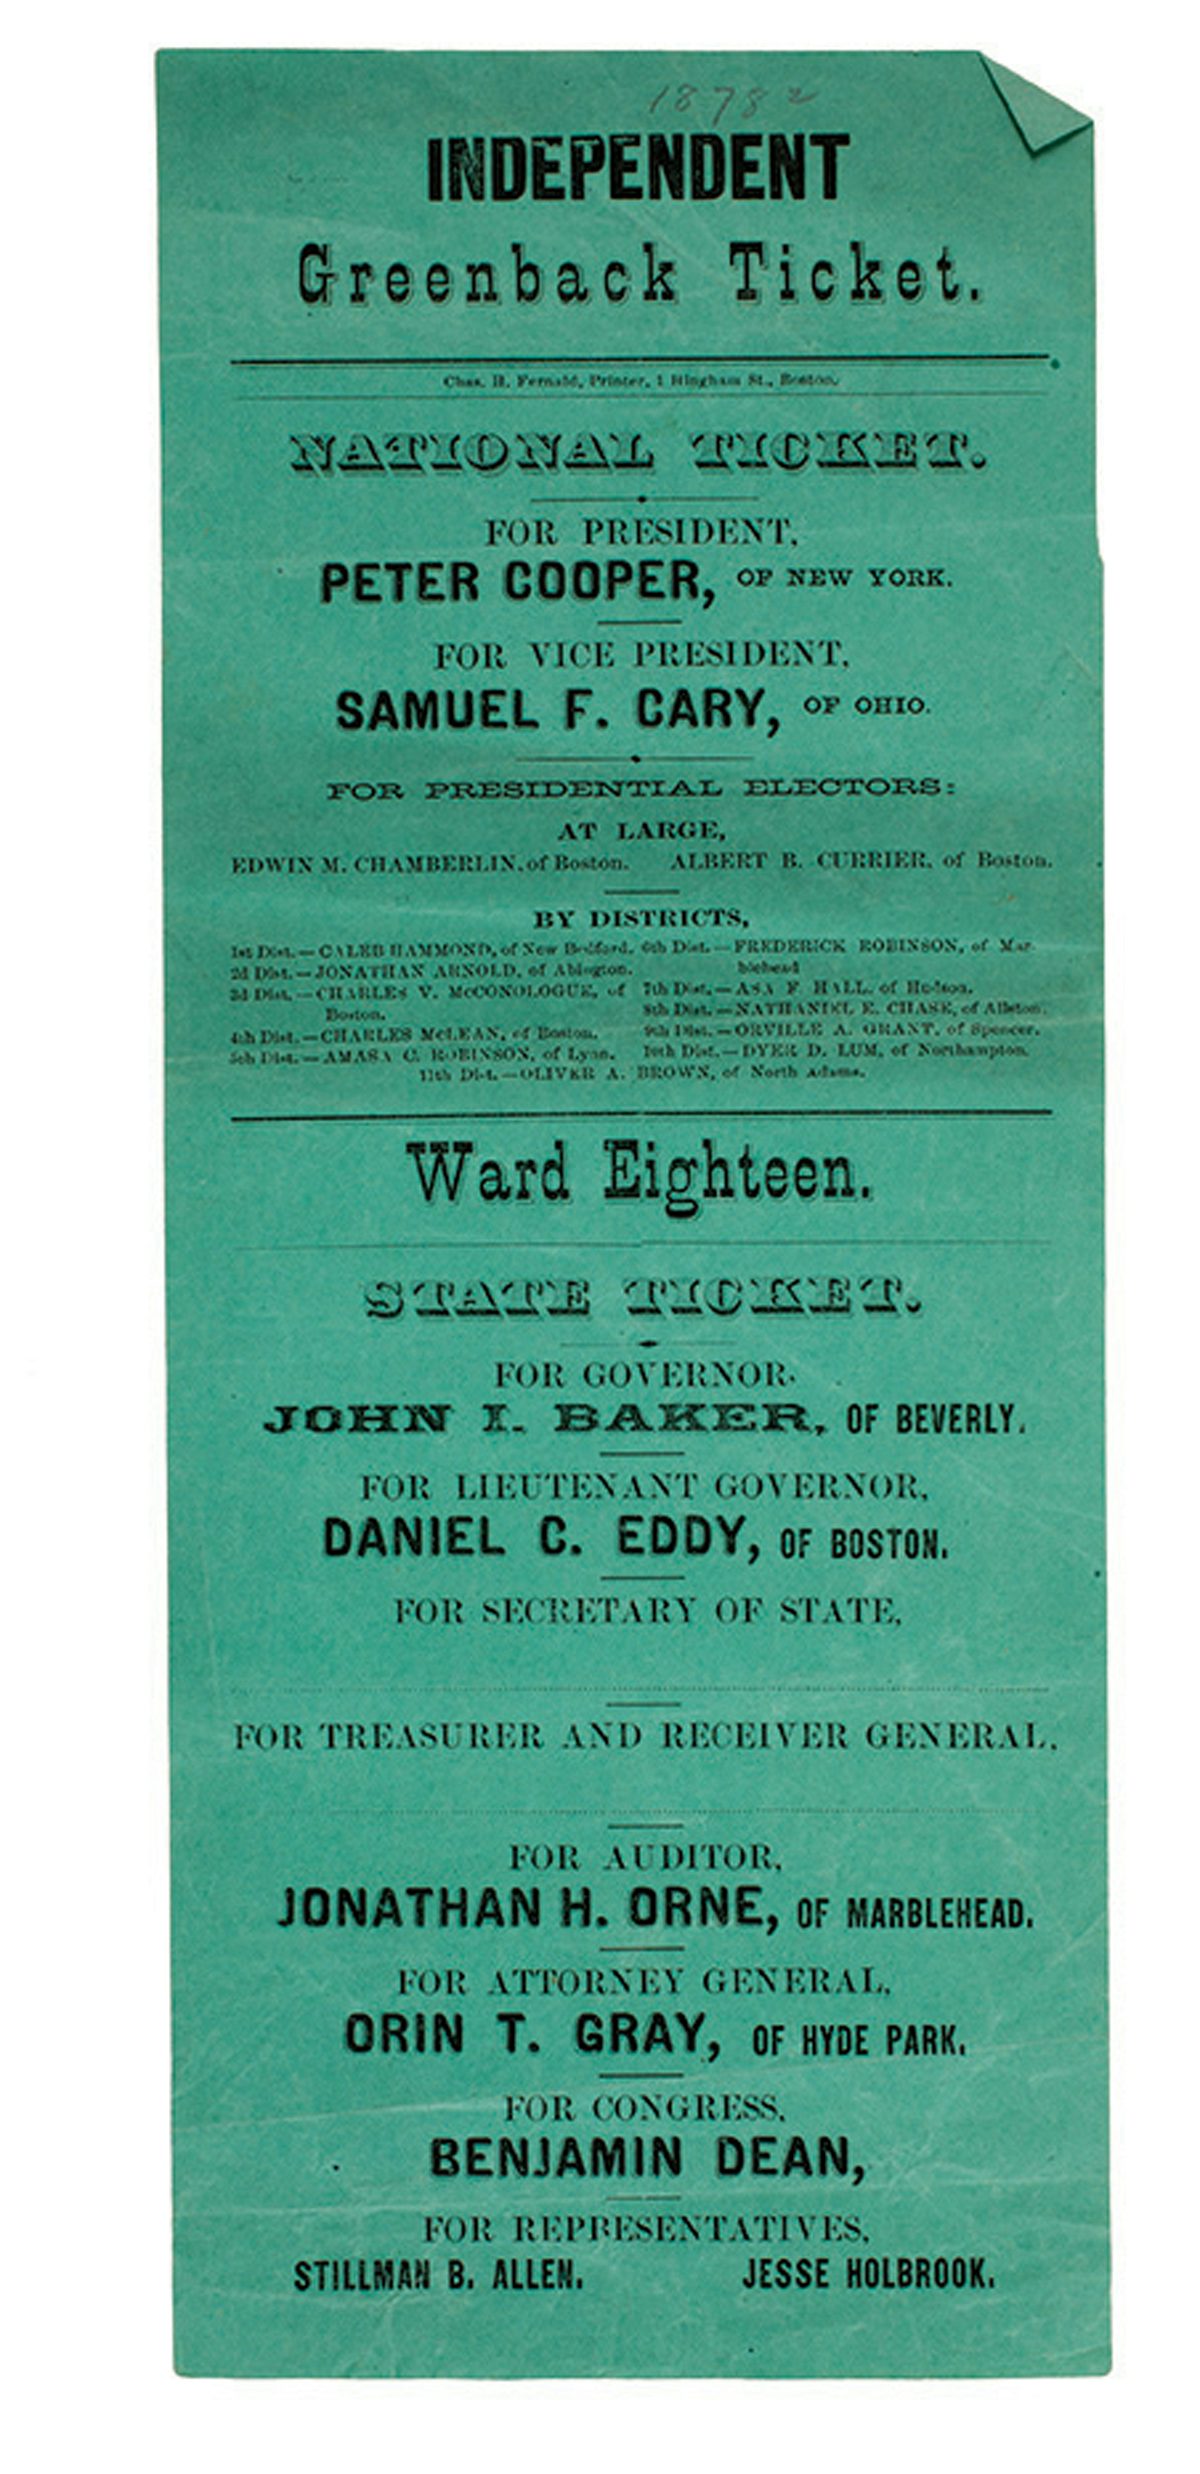 1878 2
INDEPENDENT
Greenback Ticket.
Chas. H. Fernald, Printer, 1 Bingham St., Boston.
NATIONAL TICKET.
FOR PRESIDENT,
PETER COOPER, OF NEW YORK.
FOR VICE PRESIDENT,
SAMUEL F. CARY, OF OHIO.
FOR PRESIDENTIAL ELECTORS:
AT LARGE,
EDWIN M. CHAMBERLIN, of Boston. ALBERT B. CURRIER, of Boston.
BY DISTRICTS,
1st Dist.—CALEB HAMMOND, of New Bedford.
2d Dist.—JONATHAN ARNOLD, of Abington.
3d Dist.—CHARLES V. McCONOLOGUE, of
Boston.
4th Dist.—CHARLES McLEAN, of Boston.
5th Dist.—AMASA C. ROBINSON, of Lynn.
6th Dist.—FREDERICK ROBINSON, of Mar-
blehead
7th Dist.—ASA F. HALL, of Hudson.
8th Dist.—NATHANIEL E. CHASE, of Allston.
9th Dist.—ORVILLE A. GRANT, of Spencer.
10th Dist.—DYER D. LUM, of Northampton.
11th Dist.—OLIVER A. BROWN, of North Adams.
Ward Eighteen.
STATE TICKET.
FOR GOVERNOR,
JOHN I. BAKER, OF BEVERLY.
FOR LIEUTENANT GOVERNOR,
DANIEL C. EDDY, OF BOSTON.
FOR SECRETARY OF STATE,
FOR TREASURER AND RECEIVER GENERAL,
FOR AUDITOR,
JONATHAN H. ORNE, OF MARBLEHEAD.
FOR ATTORNEY GENERAL,
ORIN T. GRAY, OF HYDE PARK.
FOR CONGRESS,
BENJAMIN DEAN,
FOR REPRESENTATIVES,
STILLMAN B. ALLEN. JESSE HOLBROOK.